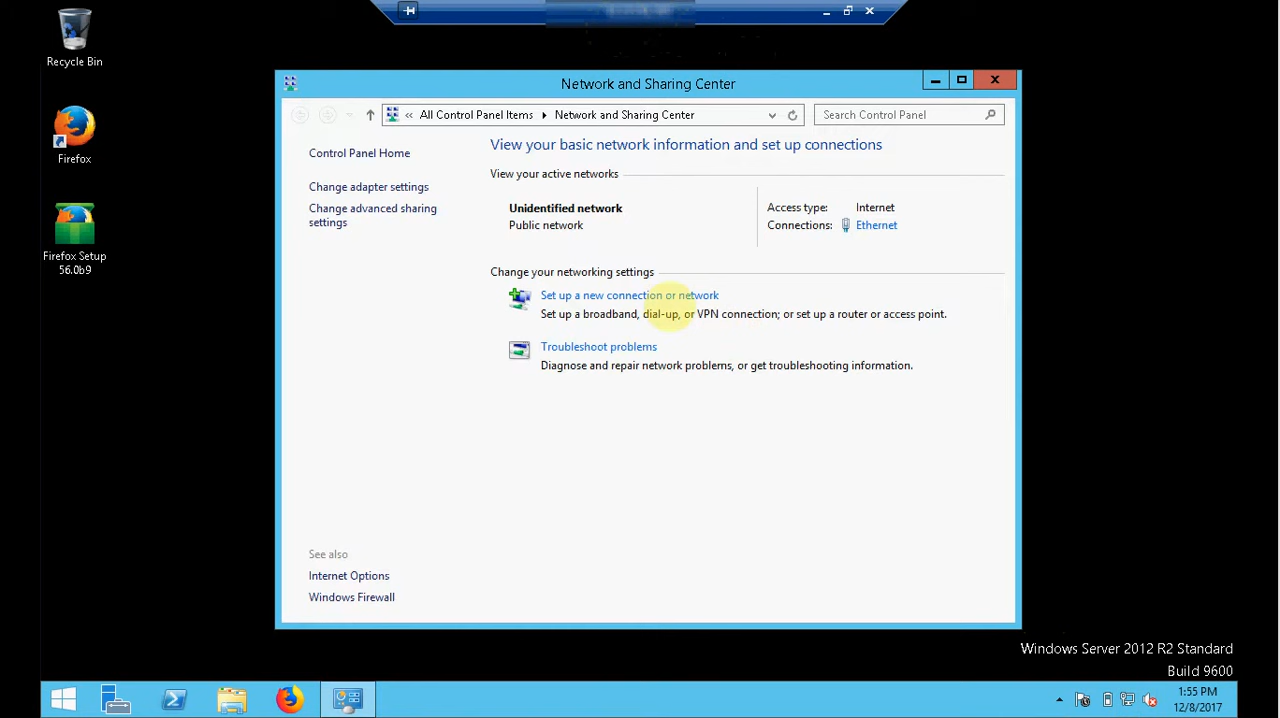 Recycle Bin
Firefox
Firefox Setup
56.0b9
Network and Sharing Center
« All Control Panel Items Network and Sharing Center
Search Control Panel
Control Panel Home
Change adapter settings
Change advanced sharing
settings
View your basic network information and set up connections
View your active networks
Unidentified network
Public network
Access type: Internet
Connections: Ethernet
Change your networking settings
Set up a new connection or network
Set up a broadband, dial-up, or VPN connection; or set up a router or access point.
Troubleshoot problems
Diagnose and repair network problems, or get troubleshooting information.
See also
Internet Options
Windows Firewall
Windows Server 2012 R2 Standard
Build 9600
1:55 PM
12/8/2017